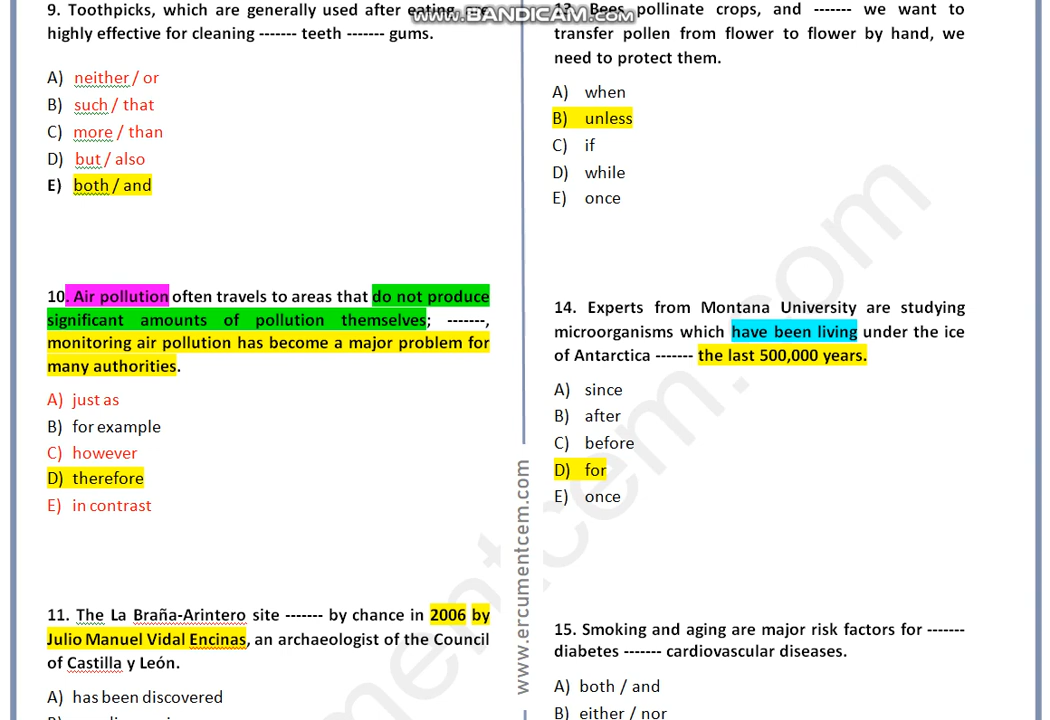 9. Toothpicks, which are generally used after eating, are
highly effective for cleaning ------- teeth ------- gums.
A) neither / or
B) such / that
C) more / than
D) but / also
E) both / and
10. Air pollution often travels to areas that do not produce
significant amounts of pollution themselves; -------,
monitoring air pollution has become a major problem for
many authorities.
A) just as
B) for example
C) however
D) therefore
E) in contrast
11. The La Braña-Arintero site ------- by chance in 2006 by
Julio Manuel Vidal Encinas, an archaeologist of the Council
of Castilla y León.
A) has been discovered
www.BANDICAM.com
13. Bees pollinate crops, and ------- we want to
transfer pollen from flower to flower by hand, we
need to protect them.
A) when
B) unless
C) if
D) while
E) once
14. Experts from Montana University are studying
microorganisms which have been living under the ice
of Antarctica ------- the last 500,000 years.
A) since
B) after
C) before
D) for
E) once
15. Smoking and aging are major risk factors for -------
diabetes ------- cardiovascular diseases.
A) both / and
B) either / nor
www.ercumentcem.com